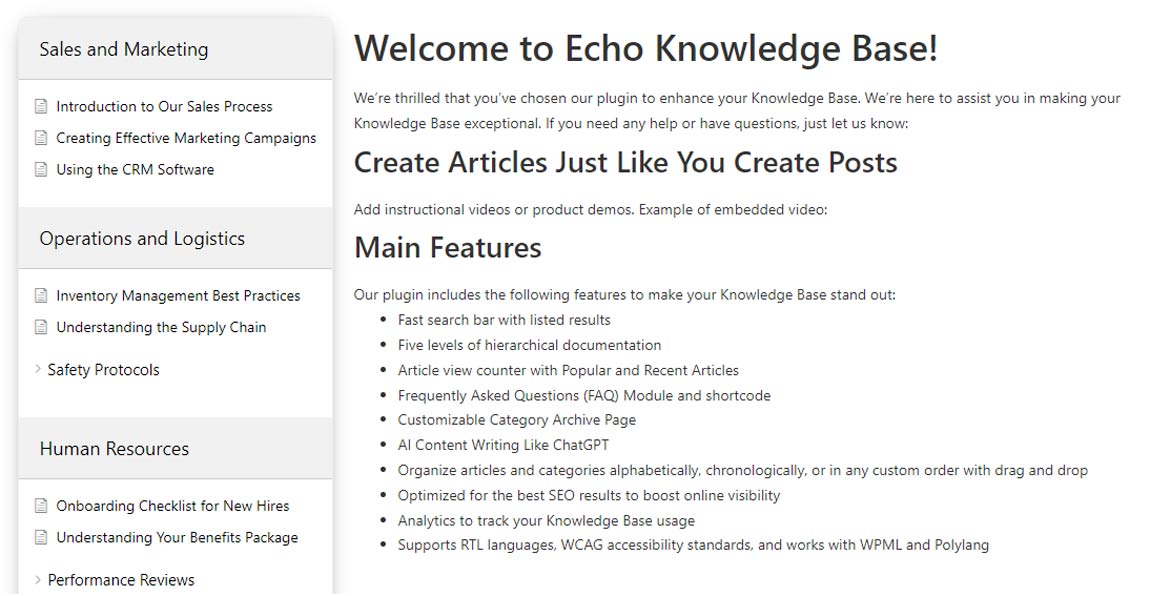 Sales and Marketing
Introduction to Our Sales Process
Creating Effective Marketing Campaigns
Using the CRM Software
Operations and Logistics
Inventory Management Best Practices
Understanding the Supply Chain
Safety Protocols
Human Resources
Onboarding Checklist for New Hires
Understanding Your Benefits Package
Performance Reviews
Welcome to Echo Knowledge Base!
We’re thrilled that you’ve chosen our plugin to enhance your Knowledge Base. We’re here to assist you in making your
Knowledge Base exceptional. If you need any help or have questions, just let us know:
Create Articles Just Like You Create Posts
Add instructional videos or product demos. Example of embedded video:
Main Features
Our plugin includes the following features to make your Knowledge Base stand out:
Fast search bar with listed results
Five levels of hierarchical documentation
Article view counter with Popular and Recent Articles
Frequently Asked Questions (FAQ) Module and shortcode
Customizable Category Archive Page
AI Content Writing Like ChatGPT
Organize articles and categories alphabetically, chronologically, or in any custom order with drag and drop
Optimized for the best SEO results to boost online visibility
Analytics to track your Knowledge Base usage
Supports RTL languages, WCAG accessibility standards, and works with WPML and Polylang